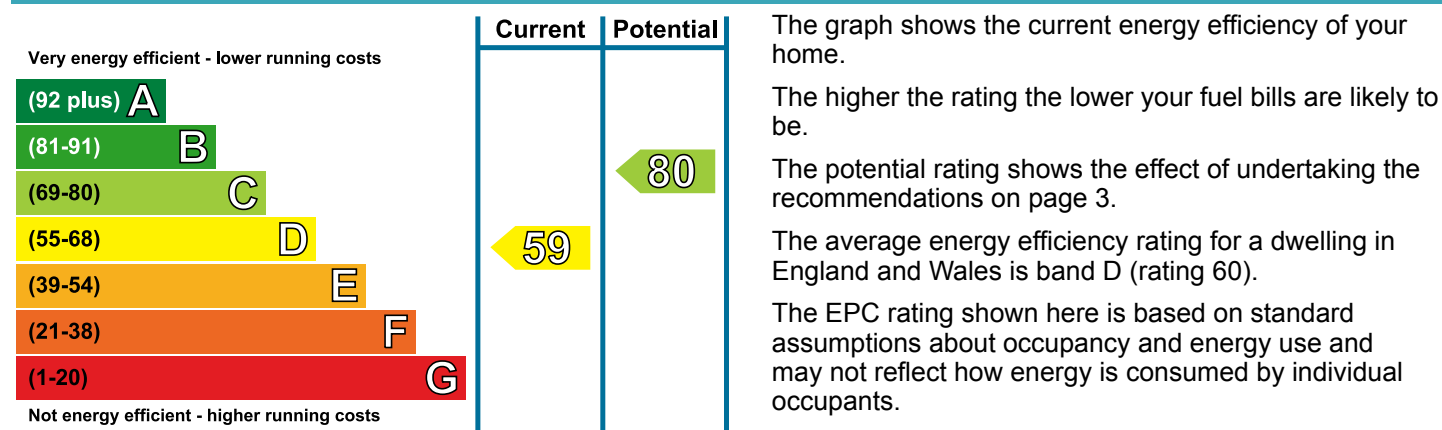 Current Potential
Very energy efficient - lower running costs
(92 plus) A
(81-91) B
(69-80) C
(55-68) D
(39-54) E
(21-38) F
(1-20) G
Not energy efficient - higher running costs
59
80
The graph shows the current energy efficiency of your
home.
The higher the rating the lower your fuel bills are likely to
be.
The potential rating shows the effect of undertaking the
recommendations on page 3.
The average energy efficiency rating for a dwelling in
England and Wales is band D (rating 60).
The EPC rating shown here is based on standard
assumptions about occupancy and energy use and
may not reflect how energy is consumed by individual
occupants.